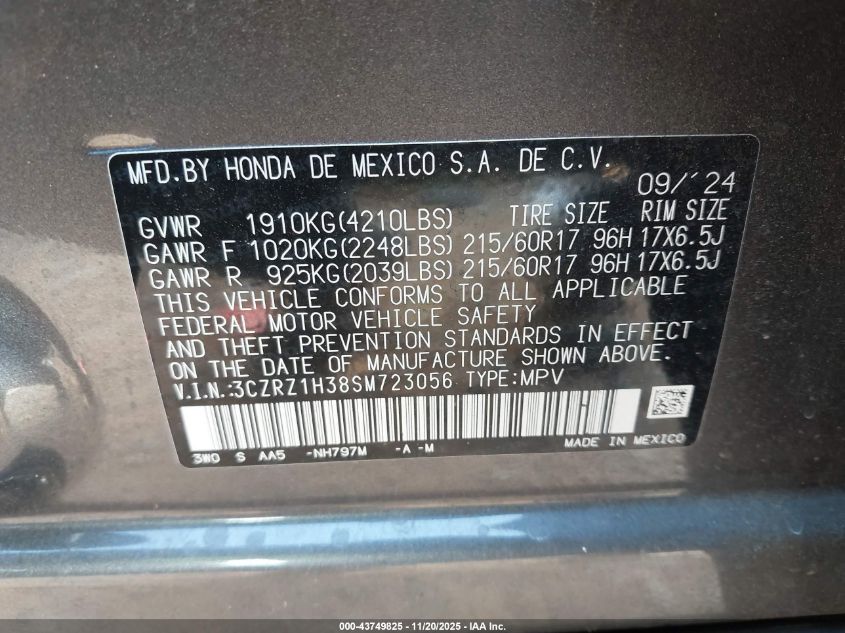 MFD.BY HONDA DE MEXICO S.A. DE C.V.
09/´24
GVWR 1910KG(4210LBS) TIRE SIZE RIM SIZE
GAWR F 1020KG(2248LBS) 215/60R17 96H 17X6.5J
GAWR R 925KG(2039LBS) 215/60R17 96H 17X6.5J
THIS VEHICLE CONFORMS TO ALL APPLICABLE
FEDERAL MOTOR VEHICLE SAFETY
AND THEFT PREVENTION STANDARDS IN EFFECT
ON THE DATE OF MANUFACTURE SHOWN ABOVE.
V.I.N.:3CZRZ1H38SM723056 TYPE:MPV
MADE IN MEXICO
3W0 S AA5 -NH797M -A -M
000-43749825 - 11/20/2025 - IAA Inc.